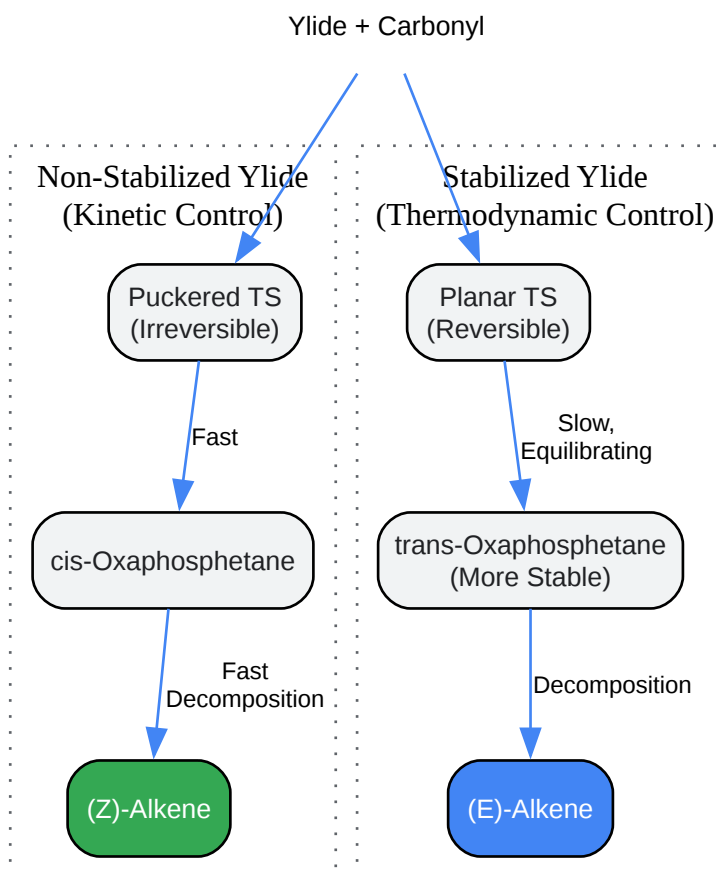 Ylide + Carbonyl
Non-Stabilized Ylide
(Kinetic Control)
Puckered TS
(Irreversible)
Fast
cis-Oxaphosphetane
Fast
Decomposition
(Z)-Alkene
Stabilized Ylide
(Thermodynamic Control)
Planar TS
(Reversible)
Slow,
Equilibrating
trans-Oxaphosphetane
(More Stable)
Decomposition
(E)-Alkene